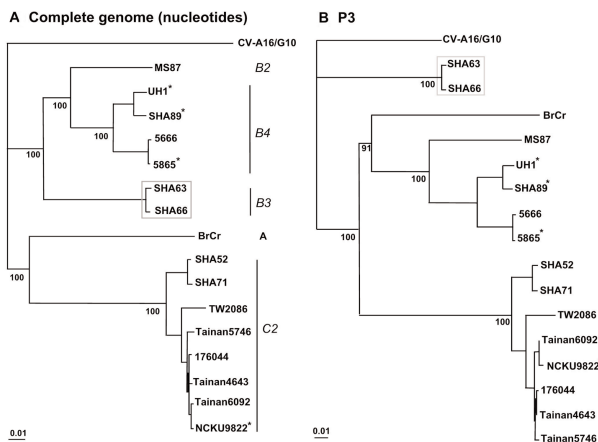 A Complete genome (nucleotides)
CV-A16/G10
MS87
B2
100
UH1*
SHA89*
B4
5666
5865*
100
SHA63
B3
SHA66
BrCr
A
SHA52
100
SHA71
100
TW2086
C2
Tainan5746
176044
Tainan4643
Tainan6092
NCKU9822*
0.01
B P3
CV-A16/G10
SHA63
100
SHA66
BrCr
91
MS87
UH1*
SHA89*
5666
100
5865*
SHA52
SHA71
100
TW2086
Tainan6092
NCKU9822
176044
Tainan4643
0.01
Tainan5746